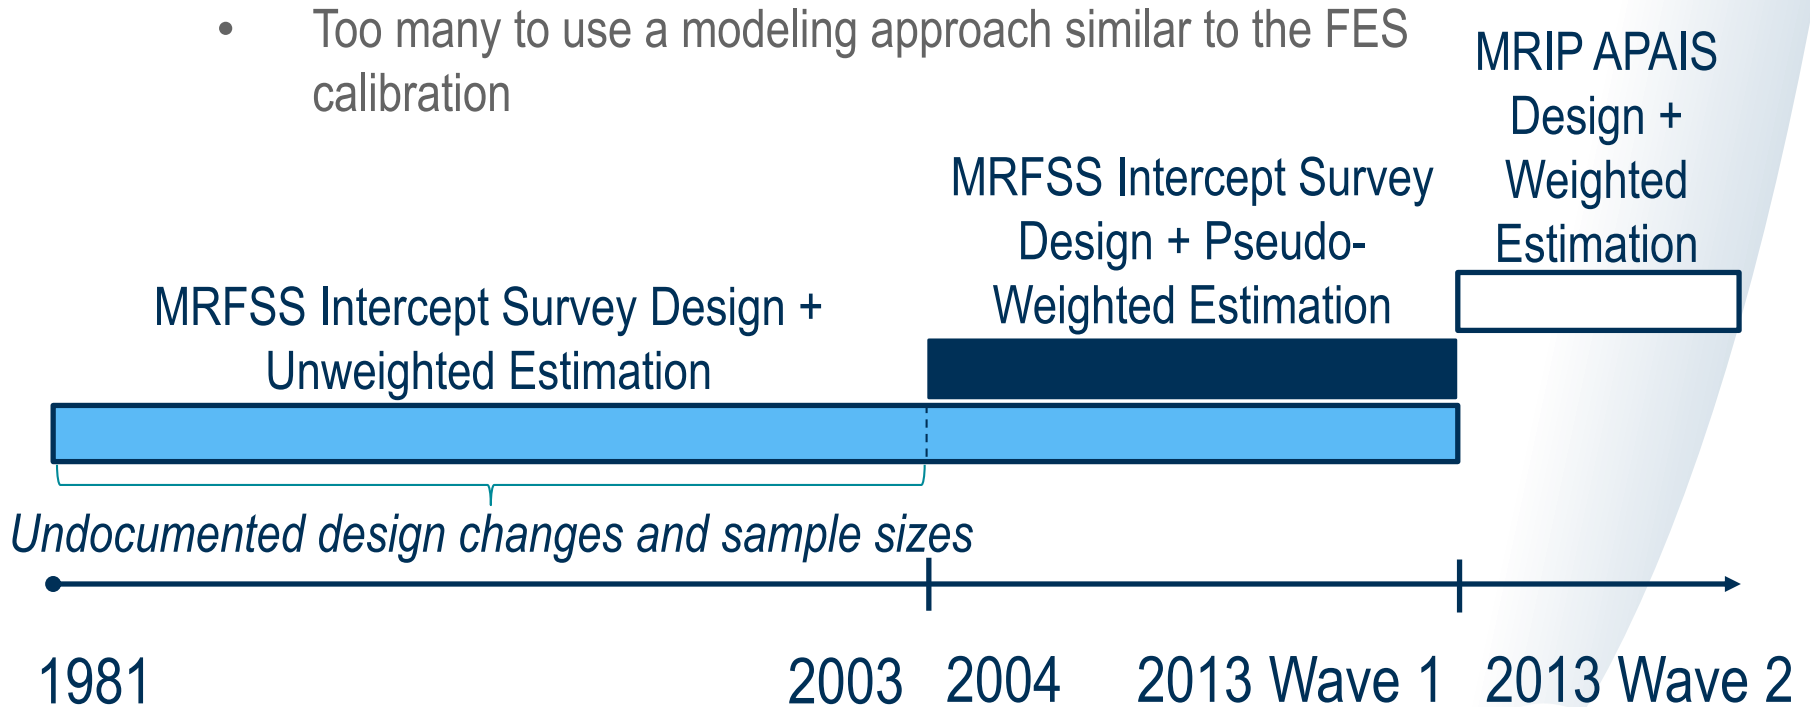 • Too many to use a modeling approach similar to the FES
calibration
MRIP APAIS
Design +
Weighted
Estimation
MRFSS Intercept Survey
Design + Pseudo-
Weighted Estimation
MRFSS Intercept Survey Design +
Unweighted Estimation
Undocumented design changes and sample sizes
1981
2003
2004
2013 Wave 1
2013 Wave 2